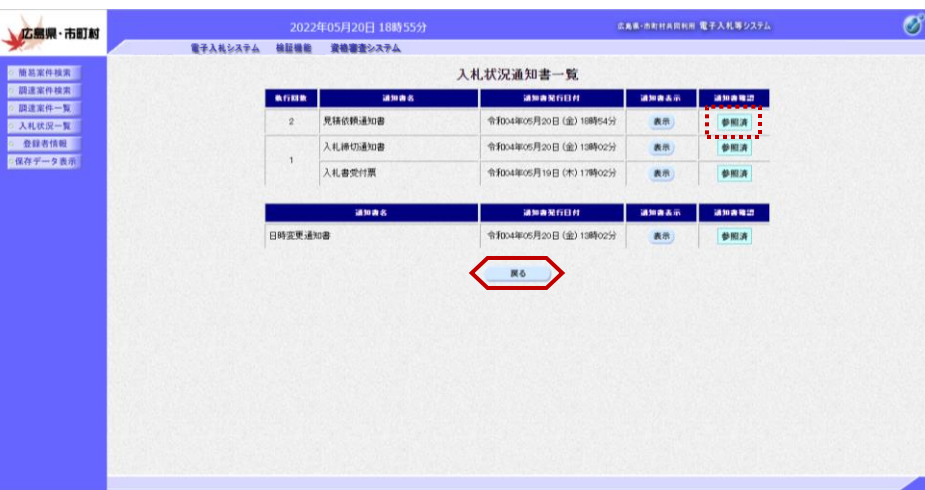 広島県・市町村
2022年05月20日 18時55分
広島県・市町村共同利用 電子入札等システム
電子入札システム 検証機能 資格審査システム
簡易案件検索
調達案件検索
調達案件一覧
入札状況一覧
登録者情報
保存データ表示
入札状況通知書一覧
執行回数 通知書名 通知書発行日付 通知書表示 通知書確認
2 見積依頼通知書 令和04年05月20日(金)18時54分 表示 参照済
1 入札締切通知書 令和04年05月20日(金)13時02分 表示 参照済
入札書受付票 令和04年05月19日(木)17時02分 表示 参照済
通知書名 通知書発行日付 通知書表示 通知書確認
日時変更通知書 令和04年05月20日(金)13時02分 表示 参照済
戻る